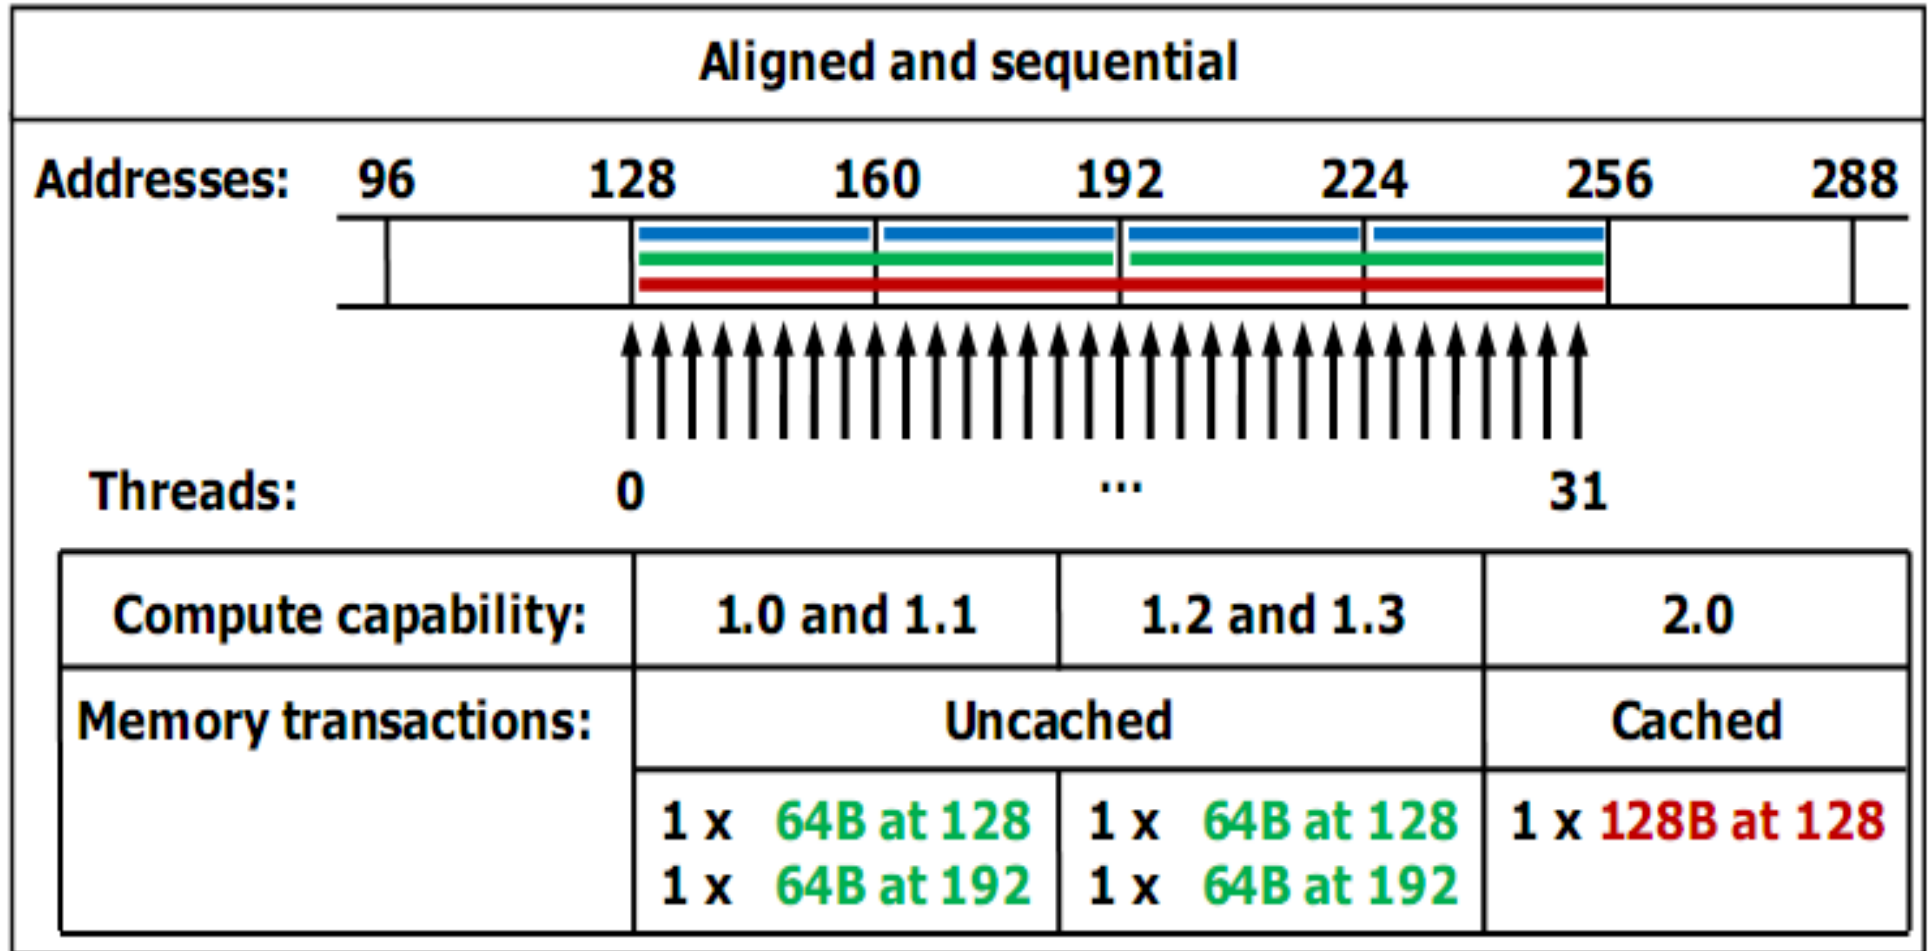 Aligned and sequential
Addresses: 96 128 160 192 224 256 288
Threads: 0 ... 31
Compute capability: 1.0 and 1.1 1.2 and 1.3 2.0
Memory transactions: Uncached Cached
1 x 64B at 128 1 x 64B at 128 1 x 128B at 128
1 x 64B at 192 1 x 64B at 192